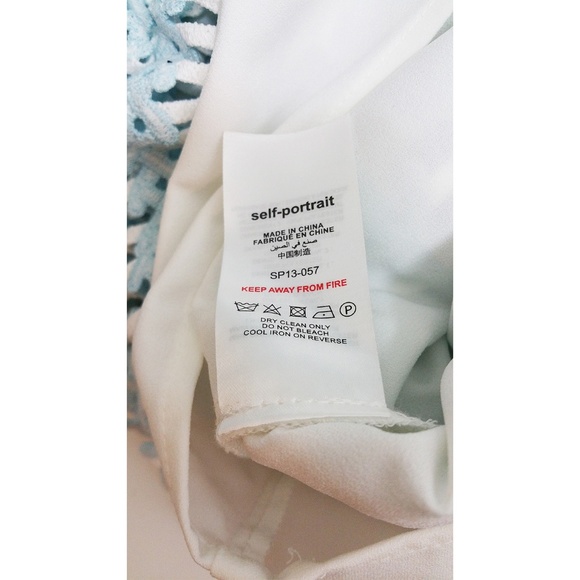 self-portrait
MADE IN CHINA
FABRIQUÉ EN CHINE
صنع في الصين
中国制造
SP13-057
KEEP AWAY FROM FIRE
P
DRY CLEAN ONLY
DO NOT BLEACH
COOL IRON ON REVERSE